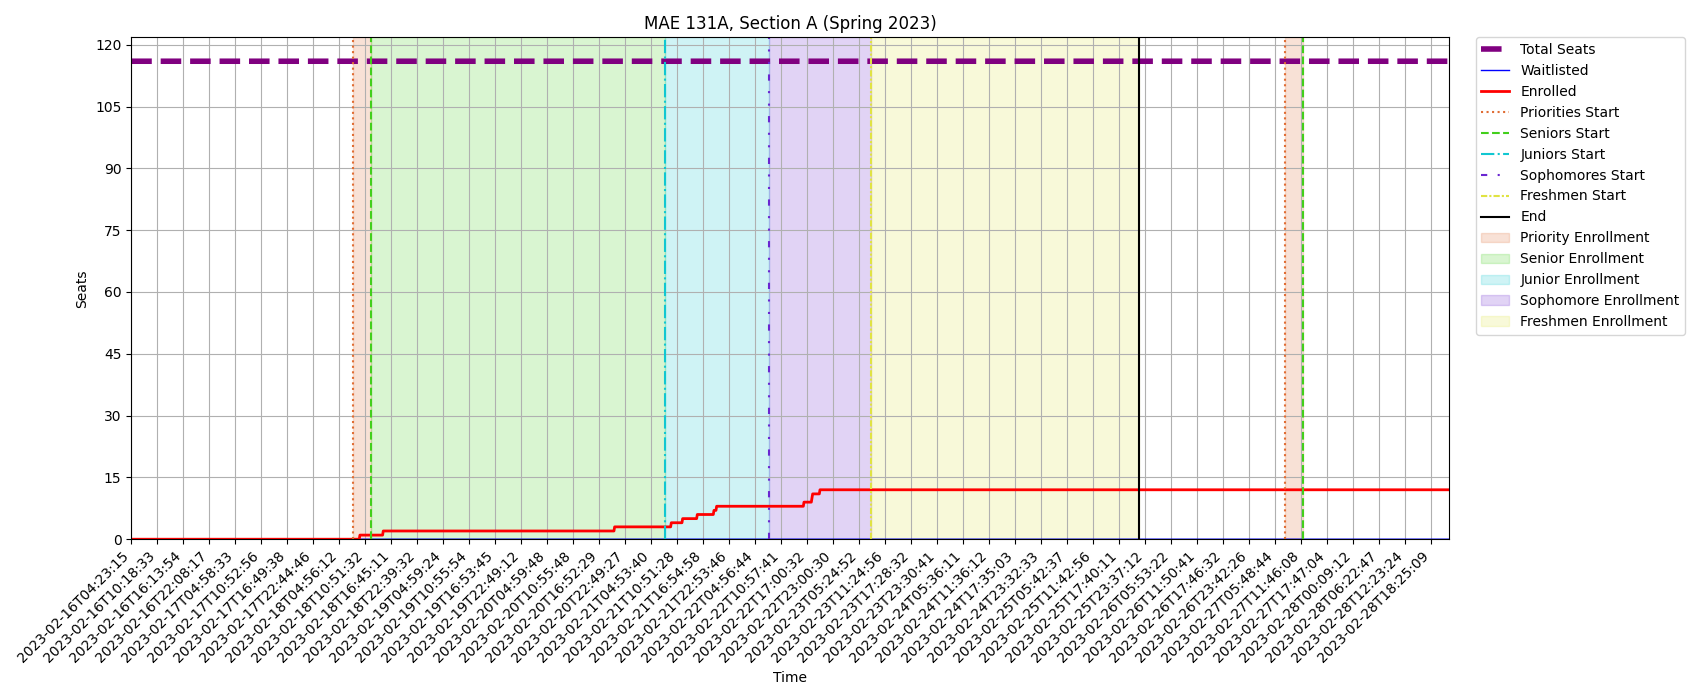 MAE 131A, Section A (Spring 2023)
120
105
90
75
60
45
30
15
0
Seats
2023-02-16T04:23:15
2023-02-16T10:18:33
2023-02-16T16:13:54
2023-02-16T22:08:17
2023-02-17T04:58:33
2023-02-17T10:52:56
2023-02-17T16:49:38
2023-02-17T22:44:46
2023-02-18T04:56:12
2023-02-18T10:51:32
2023-02-18T16:45:11
2023-02-18T22:39:32
2023-02-19T04:59:24
2023-02-19T10:55:54
2023-02-19T16:53:45
2023-02-19T22:49:12
2023-02-20T04:59:48
2023-02-20T10:55:48
2023-02-20T16:52:29
2023-02-20T22:49:27
2023-02-21T04:53:40
2023-02-21T10:51:28
2023-02-21T16:54:58
2023-02-21T22:53:46
2023-02-22T04:56:44
2023-02-22T10:57:41
2023-02-22T17:00:32
2023-02-22T23:00:30
2023-02-23T05:24:52
2023-02-23T11:24:56
2023-02-23T17:28:32
2023-02-23T23:30:41
2023-02-24T05:36:11
2023-02-24T11:36:12
2023-02-24T17:35:03
2023-02-24T23:32:33
2023-02-25T05:42:37
2023-02-25T11:42:56
2023-02-25T17:40:11
2023-02-25T23:37:12
2023-02-26T05:53:22
2023-02-26T11:50:41
2023-02-26T17:46:32
2023-02-26T23:42:26
2023-02-27T05:48:44
2023-02-27T11:46:08
2023-02-27T17:47:04
2023-02-28T00:09:12
2023-02-28T06:22:47
2023-02-28T12:23:24
2023-02-28T18:25:09
Time
Total Seats
Waitlisted
Enrolled
Priorities Start
Seniors Start
Juniors Start
Sophomores Start
Freshmen Start
End
Priority Enrollment
Senior Enrollment
Junior Enrollment
Sophomore Enrollment
Freshmen Enrollment